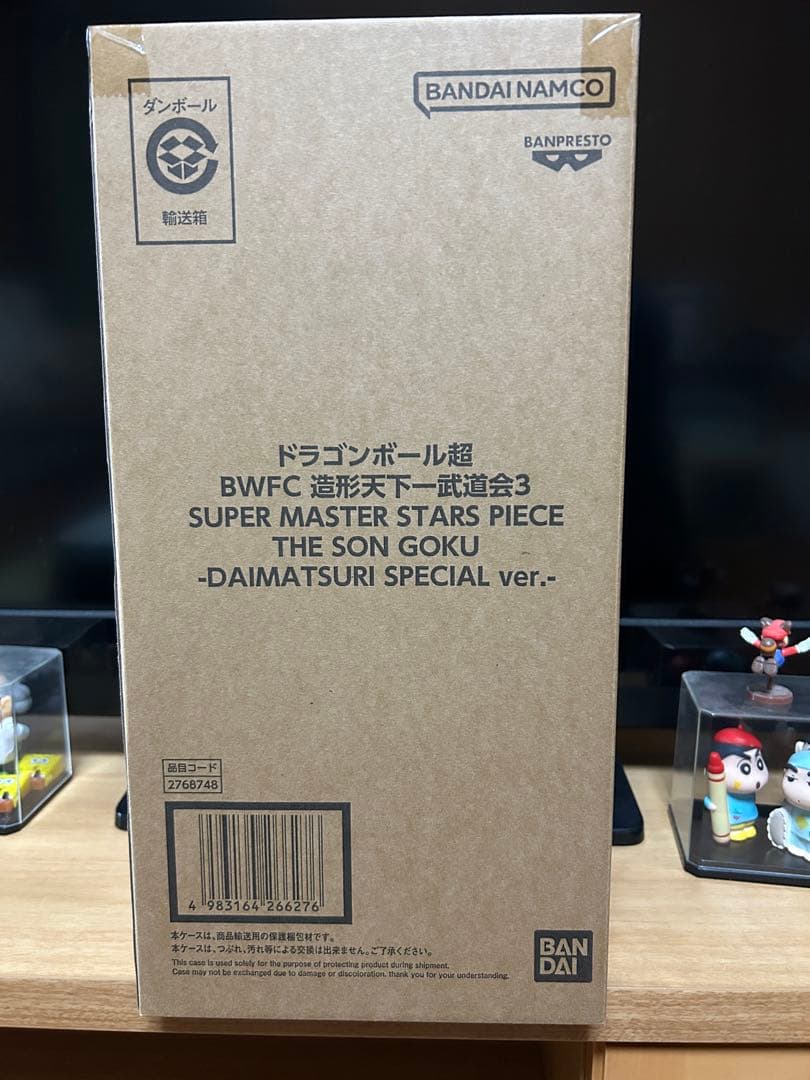 ダンボール
輸送箱
BANDAI NAMCO
BANPRESTO
ドラゴンボール超
BWFC 造形天下一武道会3
SUPER MASTER STARS PIECE
THE SON GOKU
-DAIMATSURI SPECIAL ver.-
品目コード
2768748
4 983164 266276
本ケースは、商品輸送用の保護梱包材です。
本ケースは、つぶれ、汚れ等による交換は出来ません。ご了承ください。
This case is used solely for the purpose of protecting product during shipment.
Case may not be exchanged due to damage or discoloration. thank you for your understanding.
BAN
DAI